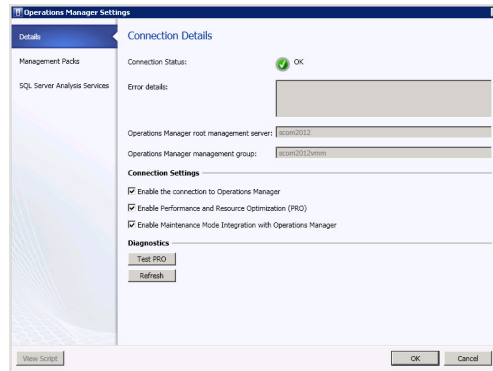 Operations Manager Settings
Details
Management Packs
SQL Server Analysis Services
Connection Details
Connection Status:
OK
Error details:
Operations Manager root management server:
scom2012
Operations Manager management group:
scom2012vmm
Connection Settings
Enable the connection to Operations Manager
Enable Performance and Resource Optimization (PRO)
Enable Maintenance Mode Integration with Operations Manager
Diagnostics
Test PRO
Refresh
View Script
OK
Cancel